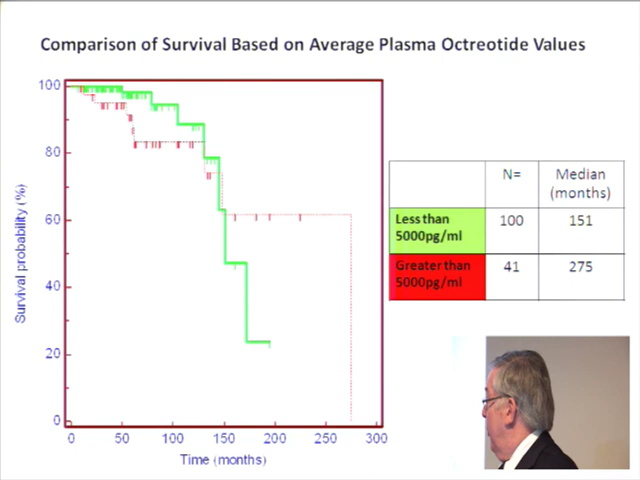 Comparison of Survival Based on Average Plasma Octreotide Values
100
80
60
40
20
0
Survival probability (%)
0 50 100 150 200 250 300
Time (months)
N= Median
(months)
Less than
5000pg/ml 100 151
Greater than
5000pg/ml 41 275